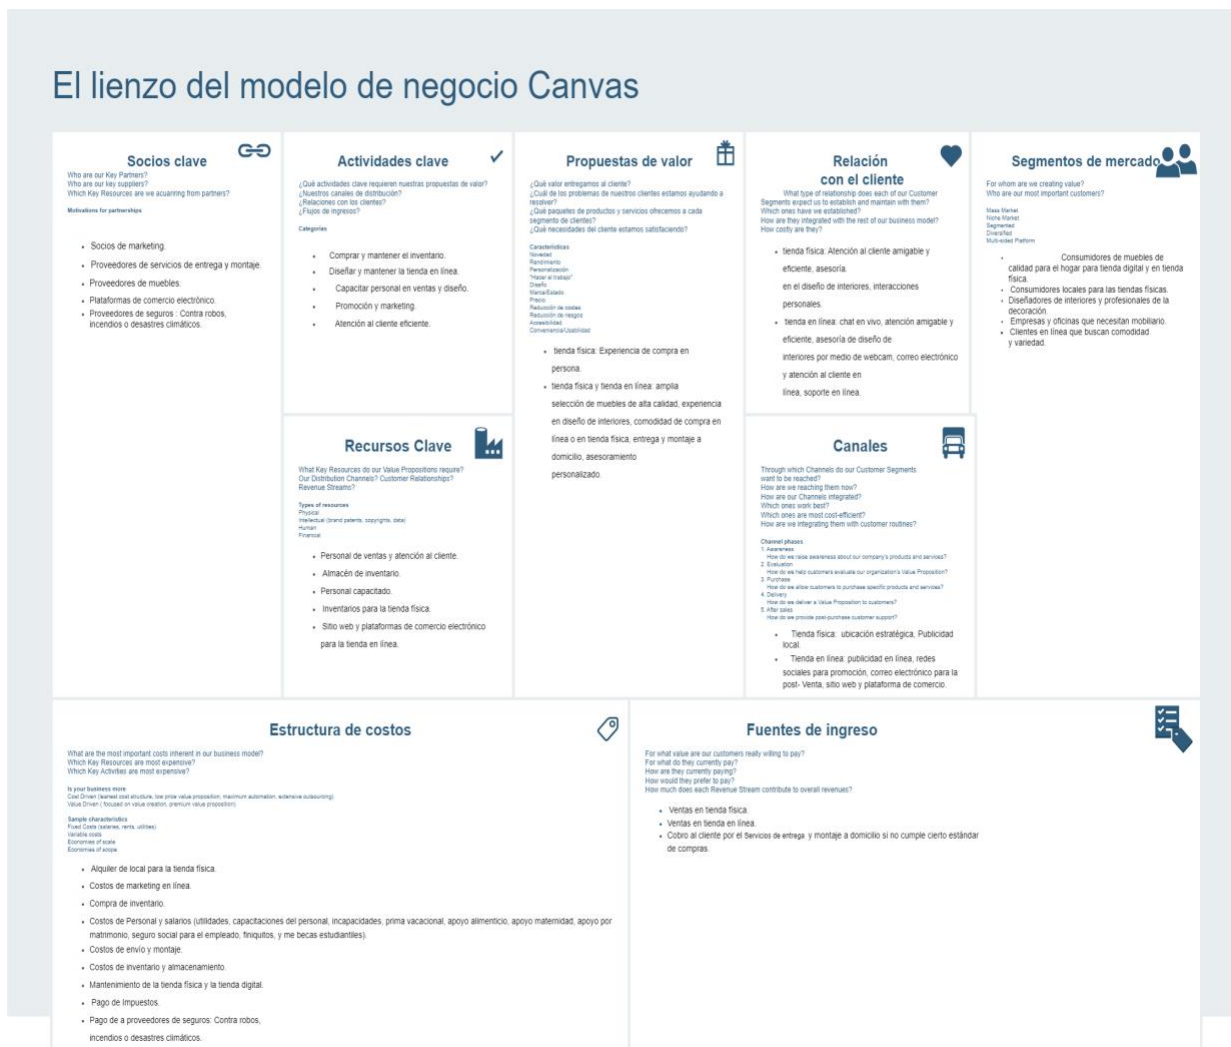 El lienzo del modelo de negocio Canvas
Socios clave
Who are our Key Partners?
Who are our key suppliers?
Which Key Resources are we acuanring from partners?
Motivations for partnerships
• Socios de marketing.
• Proveedores de servicios de entrega y montaje.
• Proveedores de muebles.
• Plataformas de comercio electrónico.
• Proveedores de seguros : Contra robos,
incendios o desastres climáticos.
Actividades clave
¿Qué actividades clave requieren nuestras propuestas de valor?
¿Nuestros canales de distribución?
¿Relaciones con los clientes?
¿Flujos de ingresos?
Categories
• Comprar y mantener el inventario.
• Diseñar y mantener la tienda en línea.
• Capacitar personal en ventas y diseño.
• Promoción y marketing.
• Atención al cliente eficiente.
Recursos Clave
What Key Resources do our Value Propositions require?
Our Distribution Channels? Customer Relationships?
Revenue Streams?
Types of resources
Physical
Intellectual (brand patents, copyrights, data)
Human
Financial
• Personal de ventas y atención al cliente.
• Almacén de inventario.
• Personal capacitado.
• Inventarios para la tienda física.
• Sitio web y plataformas de comercio electrónico
para la tienda en línea.
Propuestas de valor
¿Qué valor entregamos al cliente?
¿Cuál de los problemas de nuestros clientes estamos ayudando a
resolver?
¿Qué paquetes de productos y servicios ofrecemos a cada
segmento de clientes?
¿Qué necesidades del cliente estamos satisfaciendo?
Características
Novedad
Rendimiento
Personalización
"Hacer el trabajo"
Diseño
Marca/Estado
Precio
Reducción de costes
Reducción de riesgos
Accesibilidad
Conveniencia/Usabilidad
• tienda física: Experiencia de compra en
persona.
• tienda física y tienda en línea: amplia
selección de muebles de alta calidad, experiencia
en diseño de interiores, comodidad de compra en
línea o en tienda física, entrega y montaje a
domicilio, asesoramiento
personalizado.
Relación
con el cliente
What type of relationship does each of our Customer
Segments expect us to establish and maintain with them?
Which ones have we established?
How are they integrated with the rest of our business model?
How costly are they?
• tienda física: Atención al cliente amigable y
eficiente, asesoría.
en el diseño de interiores, interacciones
personales.
• tienda en línea: chat en vivo, atención amigable y
eficiente, asesoría de diseño de
interiores por medio de webcam, correo electrónico
y atención al cliente en
línea, soporte en línea.
Canales
Through which Channels do our Customer Segments
want to be reached?
How are we reaching them now?
How are our Channels integrated?
Which ones work best?
Which ones are most cost-efficient?
How are we integrating them with customer routines?
Channel phases
1. Awareness
How do we raise awareness about our company's products and services?
2. Evaluation
How do we help customers evaluate our organization's Value Proposition?
3. Purchase
How do we allow customers to purchase specific products and services?
4. Delivery
How do we deliver a Value Proposition to customers?
5. After sales
How do we provide post-purchase customer support?
• Tienda física: ubicación estratégica, Publicidad
local.
• Tienda en línea: publicidad en línea, redes
sociales para promoción, correo electrónico para la
post- Venta, sitio web y plataforma de comercio.
Segmentos de mercado
For whom are we creating value?
Who are our most important customers?
Mass Market
Niche Market
Segmented
Diversified
Multi-sided Platform
• Consumidores de muebles de
calidad para el hogar para tienda digital y en tienda
física.
• Consumidores locales para las tiendas físicas.
• Diseñadores de interiores y profesionales de la
decoración.
• Empresas y oficinas que necesitan mobiliario.
• Clientes en línea que buscan comodidad
y variedad.
Estructura de costos
What are the most important costs inherent in our business model?
Which Key Resources are most expensive?
Which Key Activities are most expensive?
Is your business more
Cost Driven (leanest cost structure, low price value proposition, maximum automation, extensive outsourcing)
Value Driven ( focused on value creation, premium value proposition)
Sample characteristics
Fixed Costs (salaries, rents, utilities)
Variable costs
Economies of scale
Economies of scope
• Alquiler de local para la tienda física.
• Costos de marketing en línea.
• Compra de inventario.
• Costos de Personal y salarios (utilidades, capacitaciones del personal, incapacidades, prima vacacional, apoyo alimenticio, apoyo maternidad, apoyo por
matrimonio, seguro social para el empleado, finiquitos, y me becas estudiantiles).
• Costos de envío y montaje.
• Costos de inventario y almacenamiento.
• Mantenimiento de la tienda física y la tienda digital.
• Pago de Impuestos.
• Pago de a proveedores de seguros: Contra robos,
incendios o desastres climáticos.
Fuentes de ingreso
For what value are our customers really willing to pay?
For what do they currently pay?
How are they currently paying?
How would they prefer to pay?
How much does each Revenue Stream contribute to overall revenues?
• Ventas en tienda física.
• Ventas en tienda en línea.
• Cobro al cliente por el Servicios de entrega y montaje a domicilio si no cumple cierto estándar
de compras.